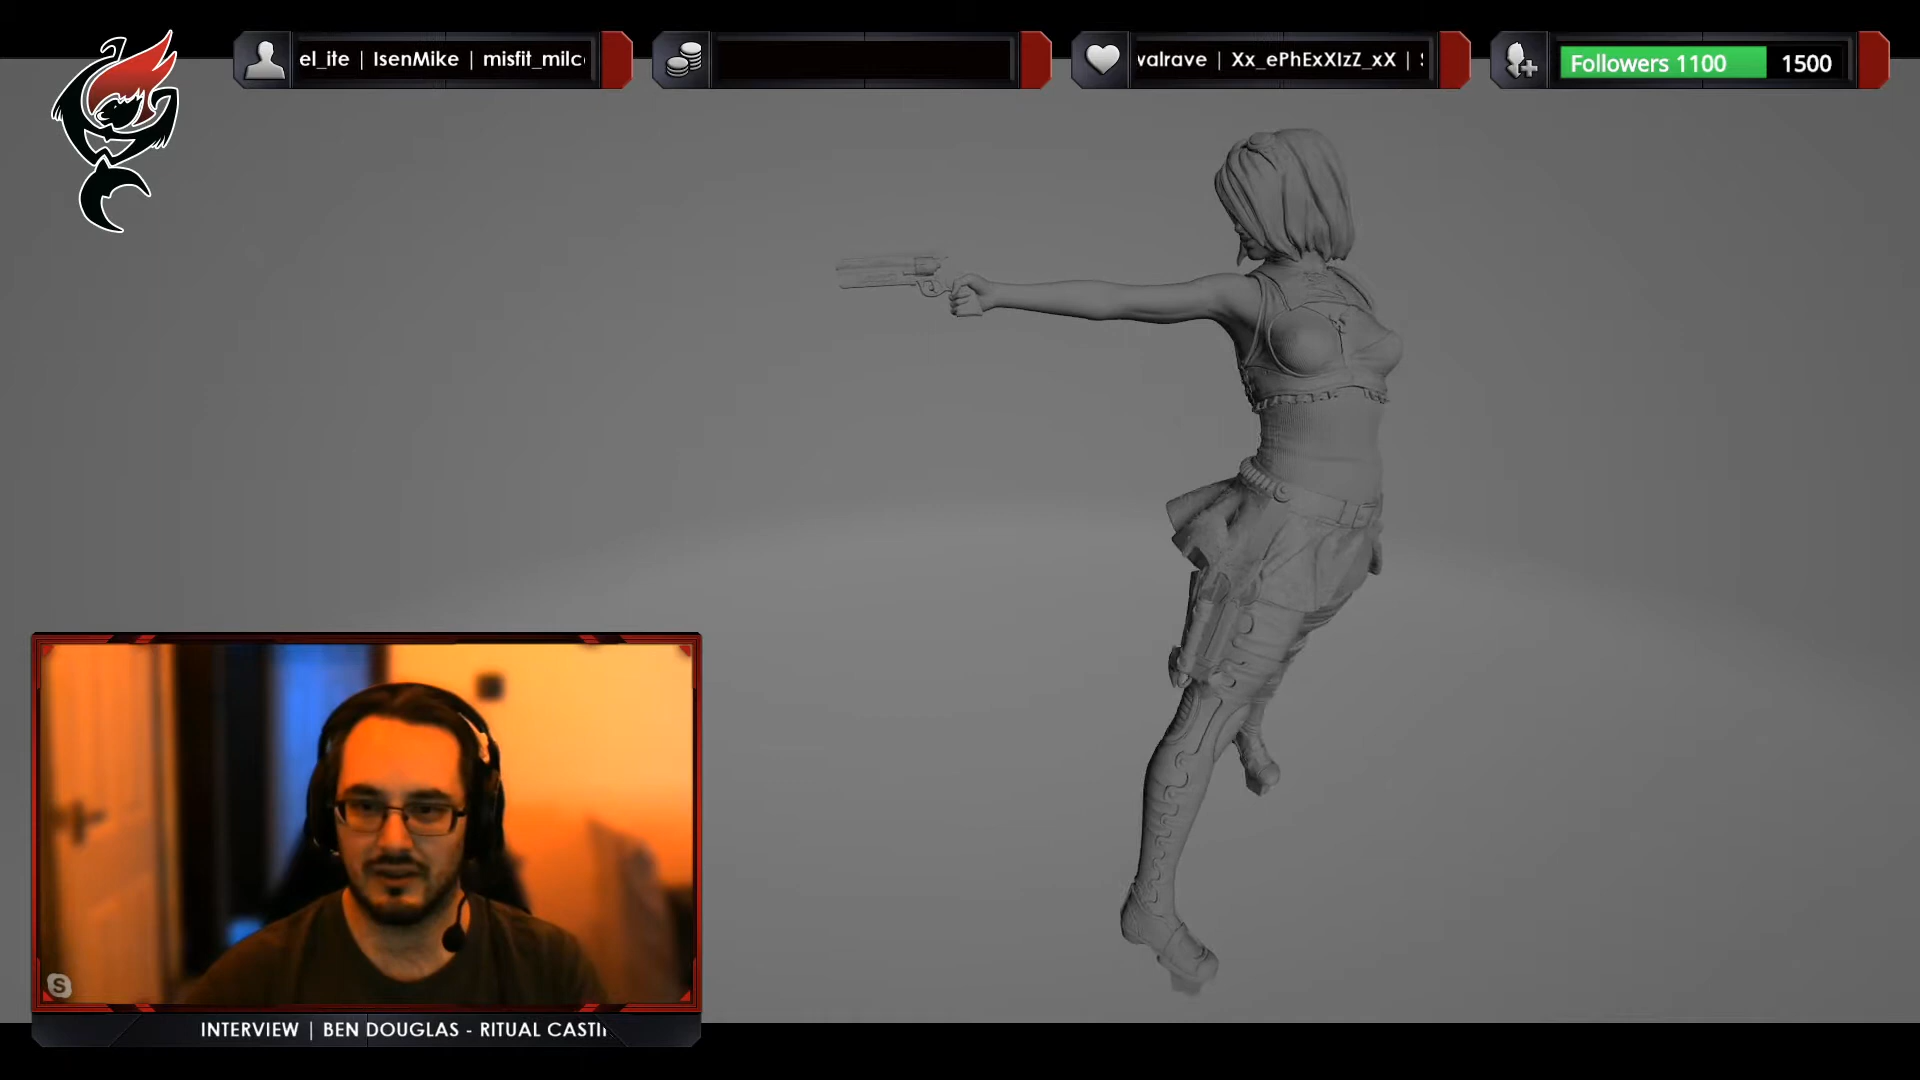 el_ite | IsenMike | misfit_milc
valrave | Xx_ePhExXIzZ_xX |
Followers 1100 1500
S
INTERVIEW | BEN DOUGLAS - RITUAL CASTI